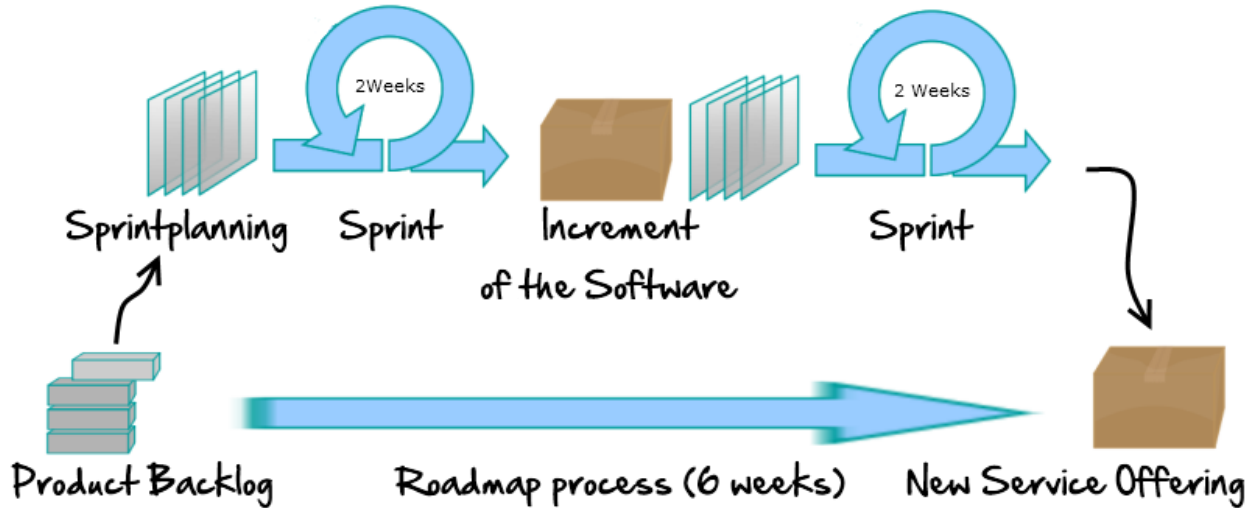 2Weeks
2 Weeks
Sprintplanning
Sprint
Increment
of the Software
Sprint
Product Backlog
Roadmap process (6 weeks)
New Service Offering